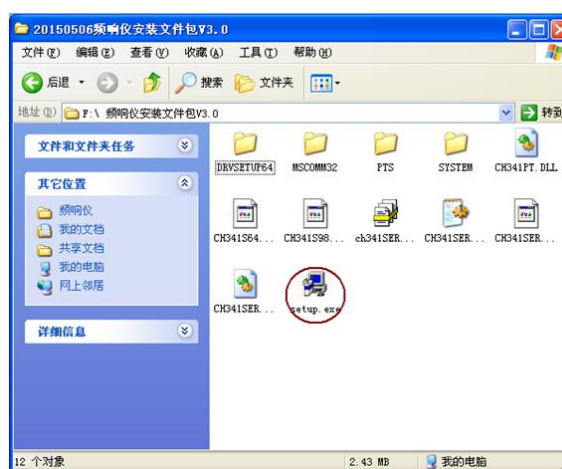 20150506频响仪安装文件包V3.0
文件(F) 编辑(E) 查看(V) 收藏(A) 工具(T) 帮助(H)
后退 搜索 文件夹
地址(D) F:\ 频响仪安装文件包V3.0 转到
文件和文件夹任务
其它位置
频响仪
我的文档
共享文档
我的电脑
网上邻居
详细信息
DRVSETUP64 MSCOMM32 PTS SYSTEM CH341PT.DLL
CH341S64... CH341S98... ch341SER... CH341SER... CH341SER...
CH341SER... setup.exe
12 个对象 2.43 MB 我的电脑